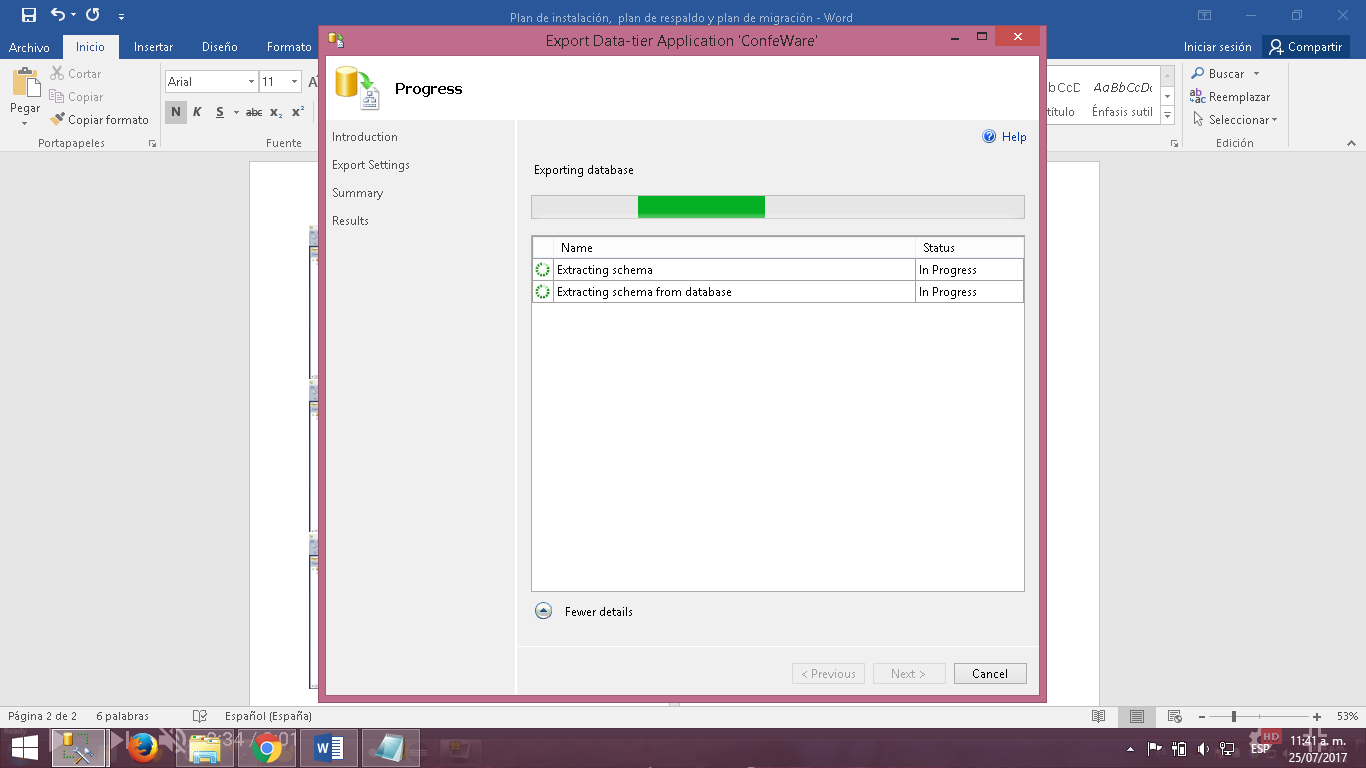 Plan de instalación, plan de respaldo y plan de migración - Word
Archivo Inicio Insertar Diseño Formato Iniciar sesión Compartir
Export Data-tier Application 'ConfeWare'
Pegar
Cortar
Copiar
Copiar formato
Portapapeles
Arial 11
N K S abc x₂ x²
Fuente
AaBbCcDc
Énfasis sutil
Buscar
Reemplazar
Seleccionar
Edición
Progress
Introduction
Export Settings
Summary
Results
Help
Exporting database
Name Status
Extracting schema In Progress
Extracting schema from database In Progress
Fewer details
< Previous Next > Cancel
Página 2 de 2 6 palabras Español (España) 53%
HD
ESP
11:41 a. m.
25/07/2017